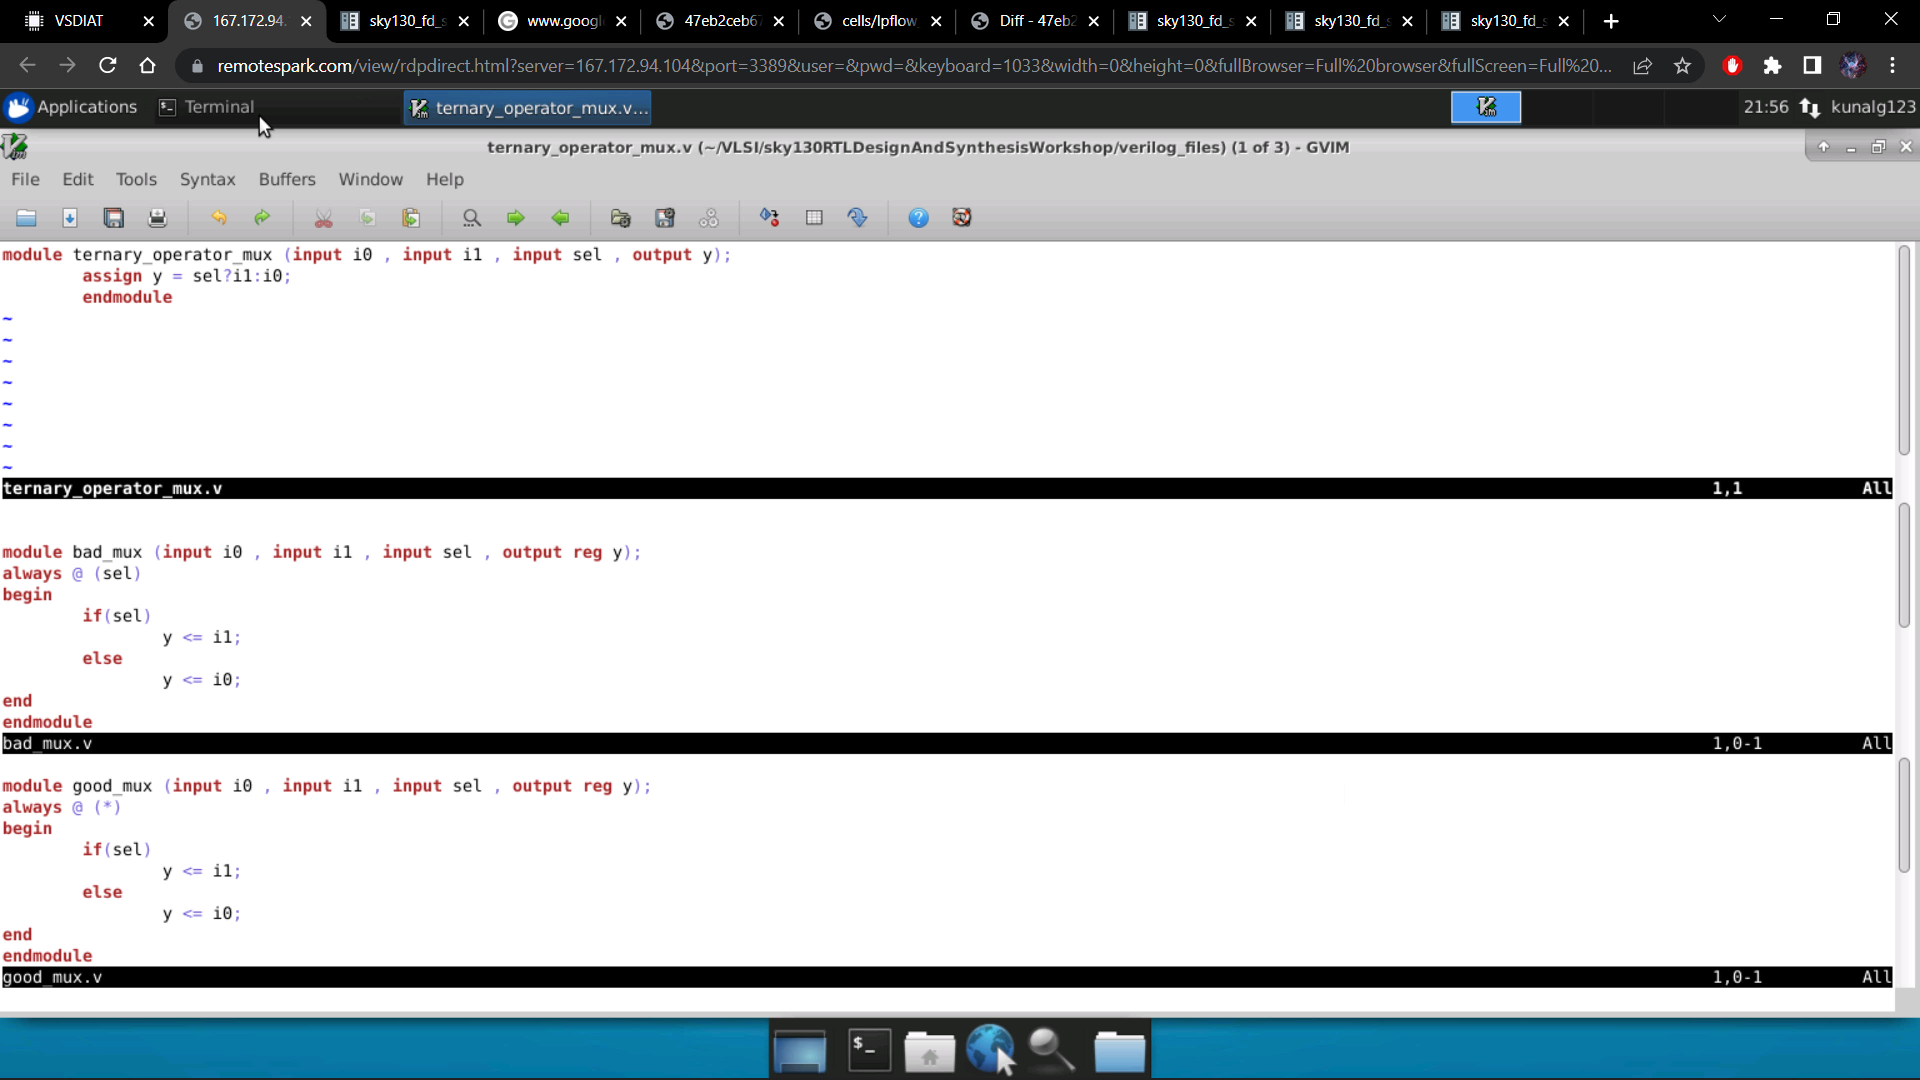 VSDIAT
167.172.94.
sky130_fd_s
www.googl
47eb2ceb67
cells/lpflow
Diff - 47eb2
sky130_fd_s
sky130_fd_s
sky130_fd_s
remotespark.com/view/rdpdirect.html?server=167.172.94.104&port=3389&user=&pwd=&keyboard=1033&width=0&height=0&fullBrowser=Full%20browser&fullScreen=Full%20...
Applications
Terminal
ternary_operator_mux.v...
21:56
kunalg123
ternary_operator_mux.v (~/VLSI/sky130RTLDesignAndSynthesisWorkshop/verilog_files) (1 of 3) - GVIM
File Edit Tools Syntax Buffers Window Help
module ternary_operator_mux (input i0 , input i1 , input sel , output y);
assign y = sel?i1:i0;
endmodule
~
~
~
~
~
~
~
~
ternary_operator_mux.v 1,1 All
module bad_mux (input i0 , input i1 , input sel , output reg y);
always @ (sel)
begin
if(sel)
y <= i1;
else
y <= i0;
end
endmodule
bad_mux.v 1,0-1 All
module good_mux (input i0 , input i1 , input sel , output reg y);
always @ (*)
begin
if(sel)
y <= i1;
else
y <= i0;
end
endmodule
good_mux.v 1,0-1 All